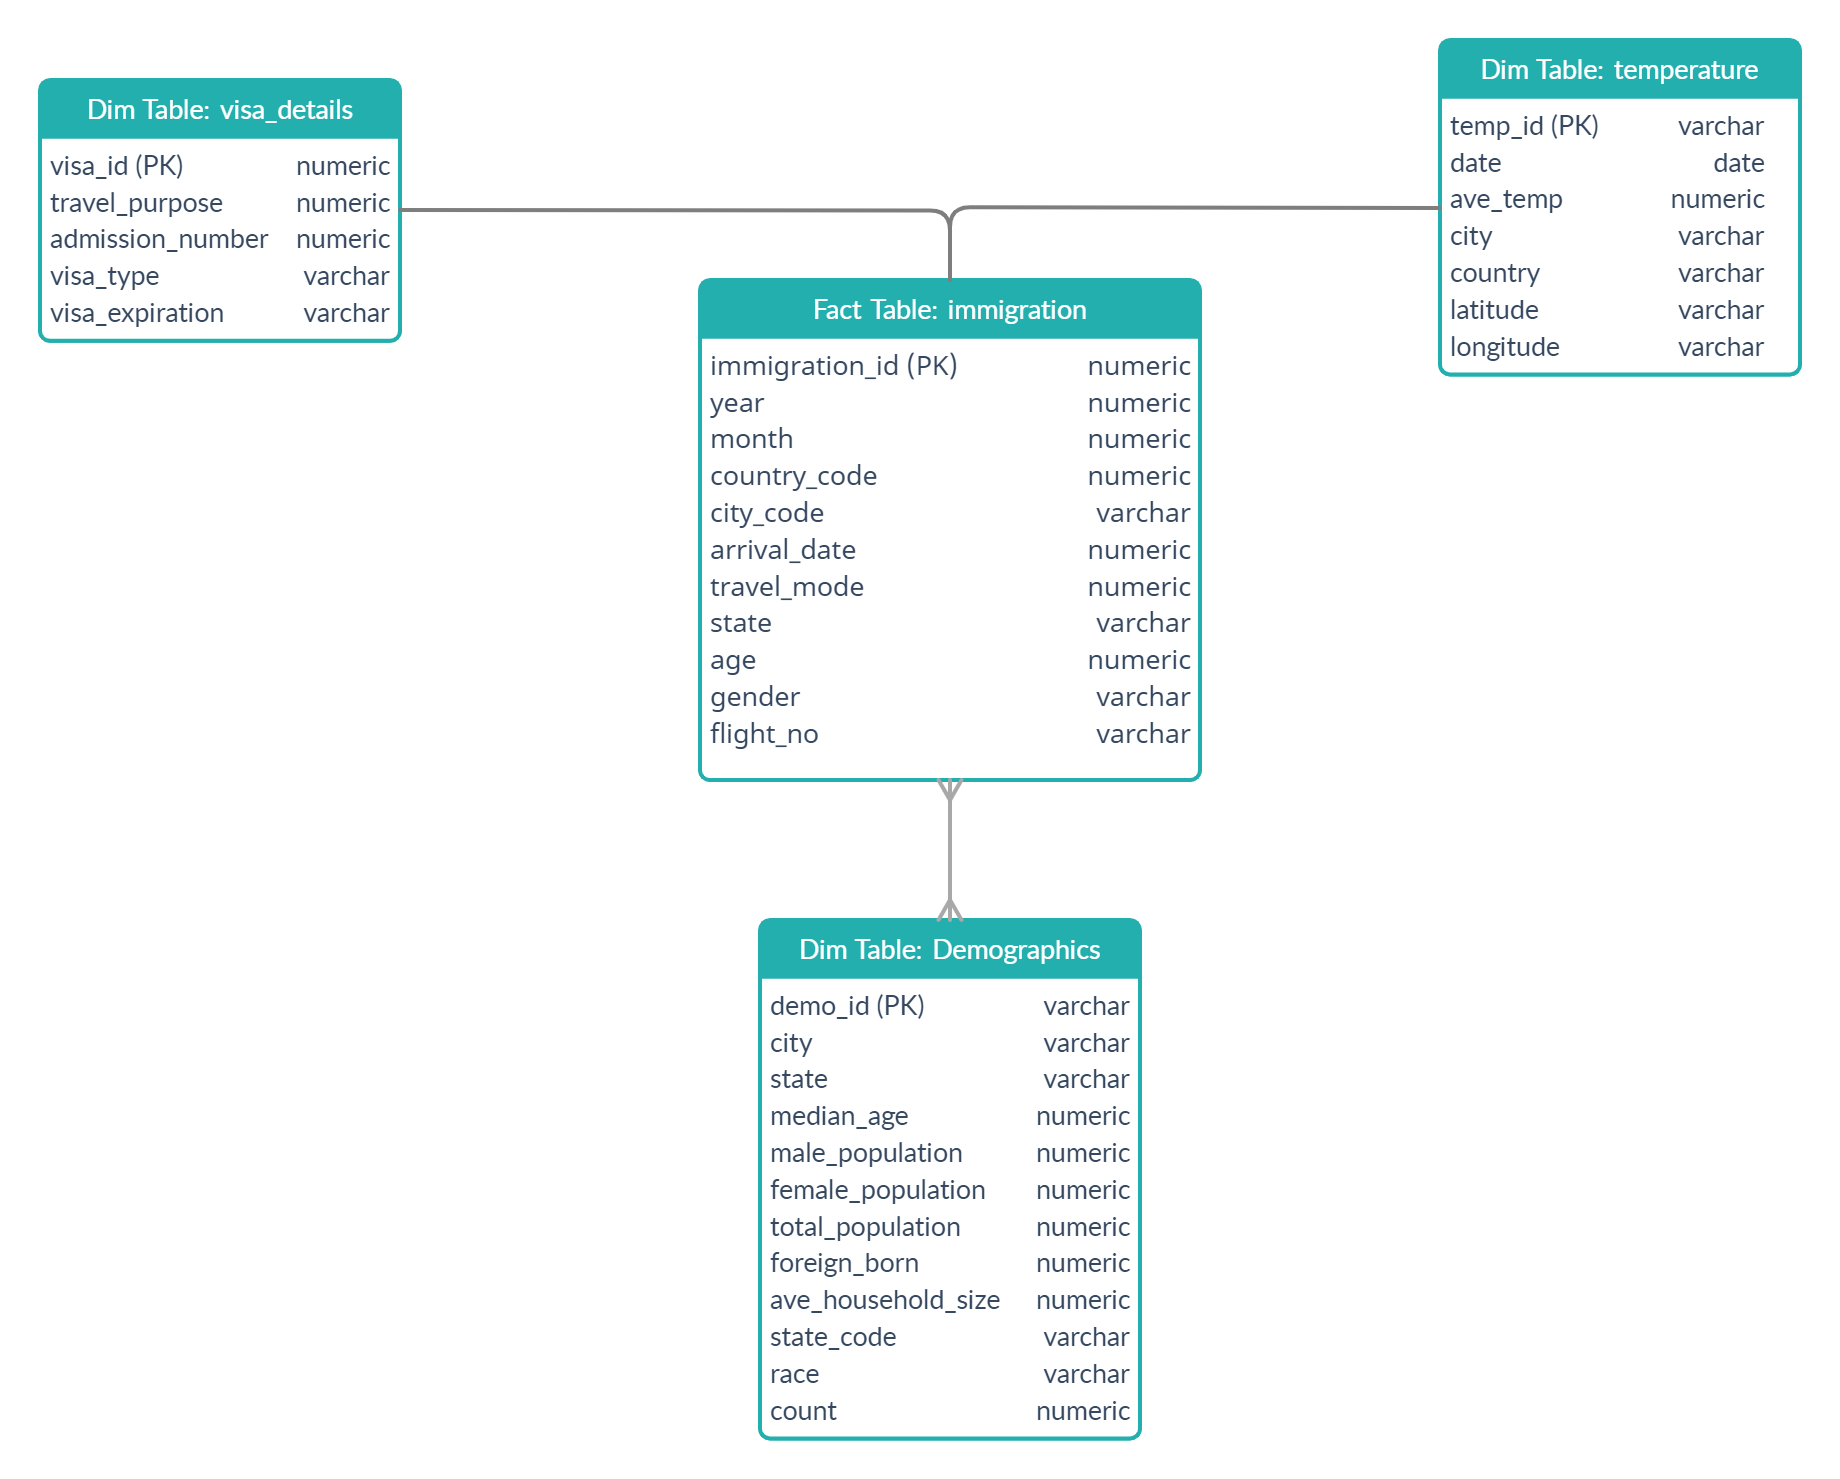 Dim Table: visa_details
visa_id (PK) numeric
travel_purpose numeric
admission_number numeric
visa_type varchar
visa_expiration varchar
Dim Table: temperature
temp_id (PK) varchar
date date
ave_temp numeric
city varchar
country varchar
latitude varchar
longitude varchar
Fact Table: immigration
immigration_id (PK) numeric
year numeric
month numeric
country_code numeric
city_code varchar
arrival_date numeric
travel_mode numeric
state varchar
age numeric
gender varchar
flight_no varchar
Dim Table: Demographics
demo_id (PK) varchar
city varchar
state varchar
median_age numeric
male_population numeric
female_population numeric
total_population numeric
foreign_born numeric
ave_household_size numeric
state_code varchar
race varchar
count numeric